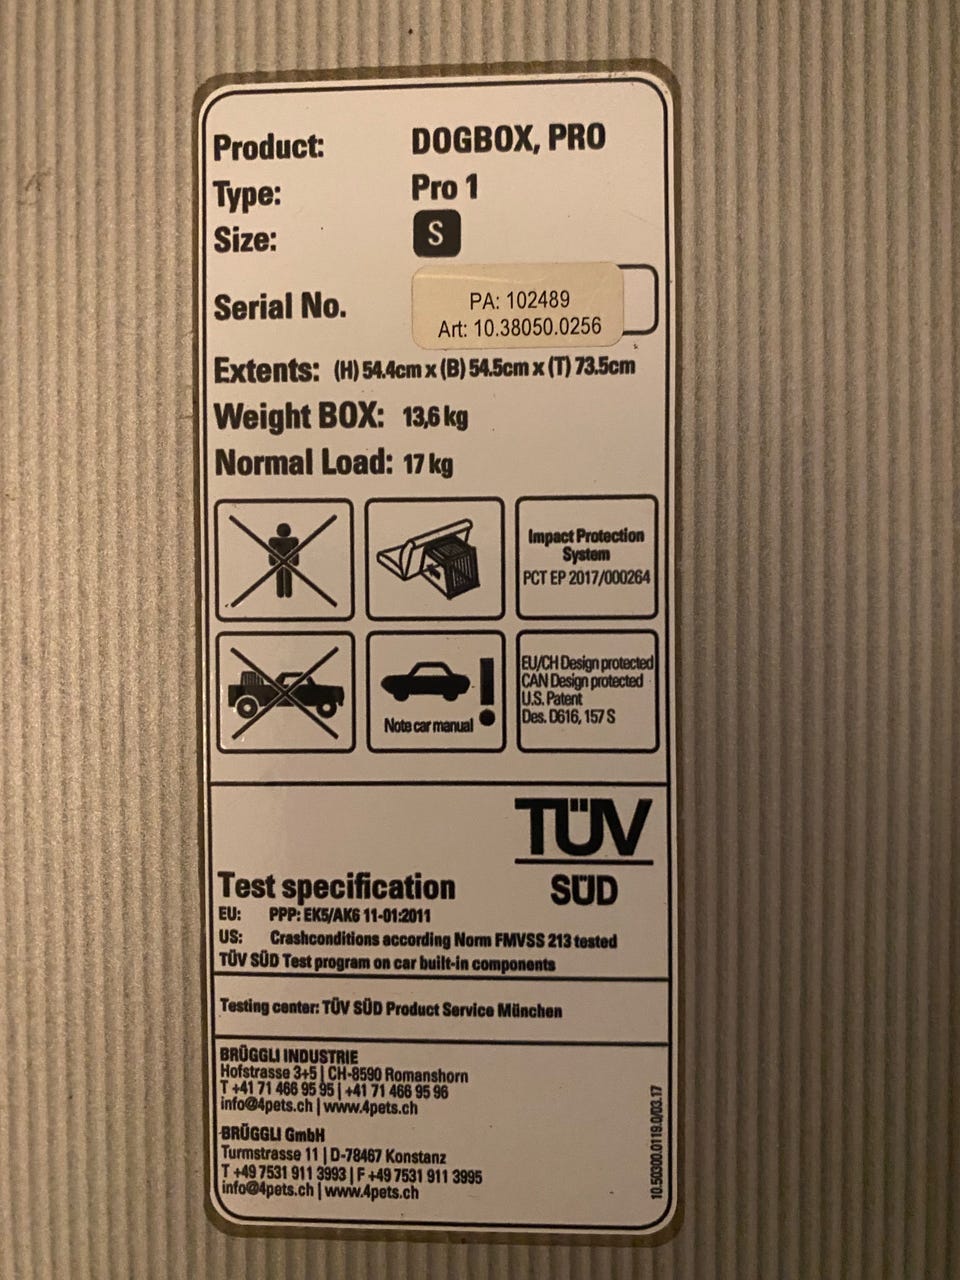 Product: DOGBOX, PRO
Type: Pro 1
Size: S
Serial No. PA: 102489
Art: 10.38050.0256
Extents: (H) 54.4cm x (B) 54.5cm x (T) 73.5cm
Weight BOX: 13,6 kg
Normal Load: 17 kg
Impact Protection
System
PCT EP 2017/000264
Note car manual !
EU/CH Design protected
CAN Design protected
U.S. Patent
Des. D616, 157 S
TÜV
SÜD
Test specification
EU: PPP: EK5/AK6 11-01:2011
US: Crashconditions according Norm FMVSS 213 tested
TÜV SÜD Test program on car built-in components
Testing center: TÜV SÜD Product Service München
BRÜGGLI INDUSTRIE
Hofstrasse 3+5 | CH-8590 Romanshorn
T +41 71 466 95 95 | +41 71 466 95 96
info@4pets.ch | www.4pets.ch
BRÜGGLI GmbH
Turmstrasse 11 | D-78467 Konstanz
T +49 7531 911 3993 | F +49 7531 911 3995
info@4pets.ch | www.4pets.ch
10.50300.0119.0/03.17